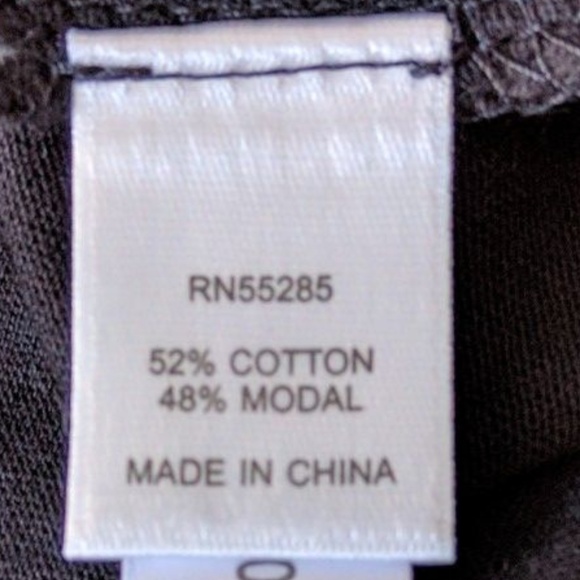 RN55285
52% COTTON
48% MODAL
MADE IN CHINA